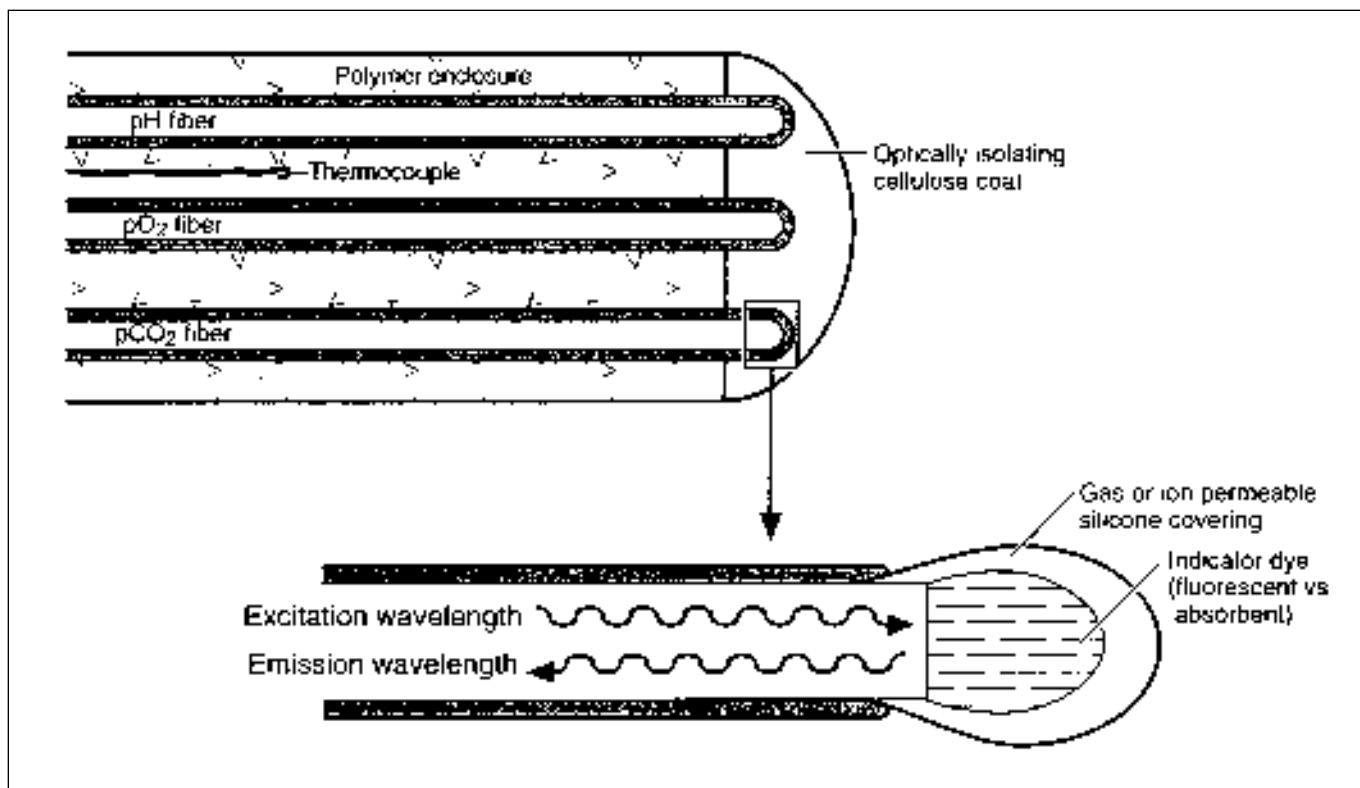 Polymer enclosure
pH fiber
Thermocouple
Optically isolating
cellulose coat
pO₂ fiber
pCO₂ fiber
Gas or ion permeable
silicone covering
Indicator dye
(fluorescent vs
absorbent)
Excitation wavelength
Emission wavelength